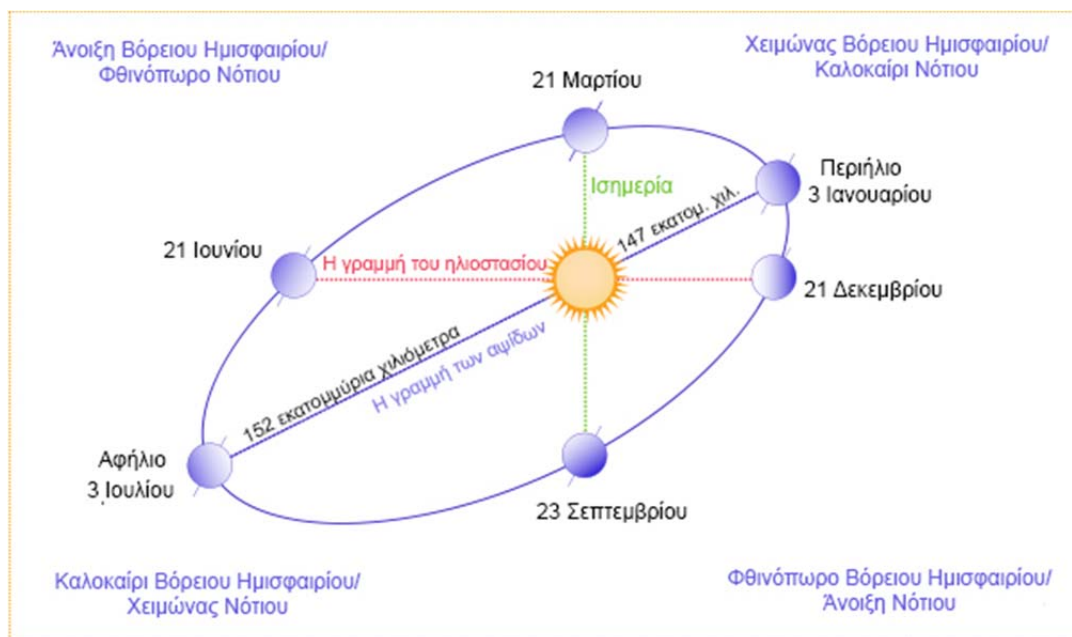 Άνοιξη Βόρειου Ημισφαιρίου/
Φθινόπωρο Νότιου
Χειμώνας Βόρειου Ημισφαιρίου/
Καλοκαίρι Νότιου
21 Μαρτίου
Περιήλιο
3 Ιανουαρίου
Ισημερία
147 εκατομ. χιλ.
21 Ιουνίου
Η γραμμή του ηλιοστασίου
21 Δεκεμβρίου
152 εκατομμύρια χιλιόμετρα
Η γραμμή των αψίδων
Αφήλιο
3 Ιουλίου
23 Σεπτεμβρίου
Καλοκαίρι Βόρειου Ημισφαιρίου/
Χειμώνας Νότιου
Φθινόπωρο Βόρειου Ημισφαιρίου/
Άνοιξη Νότιου